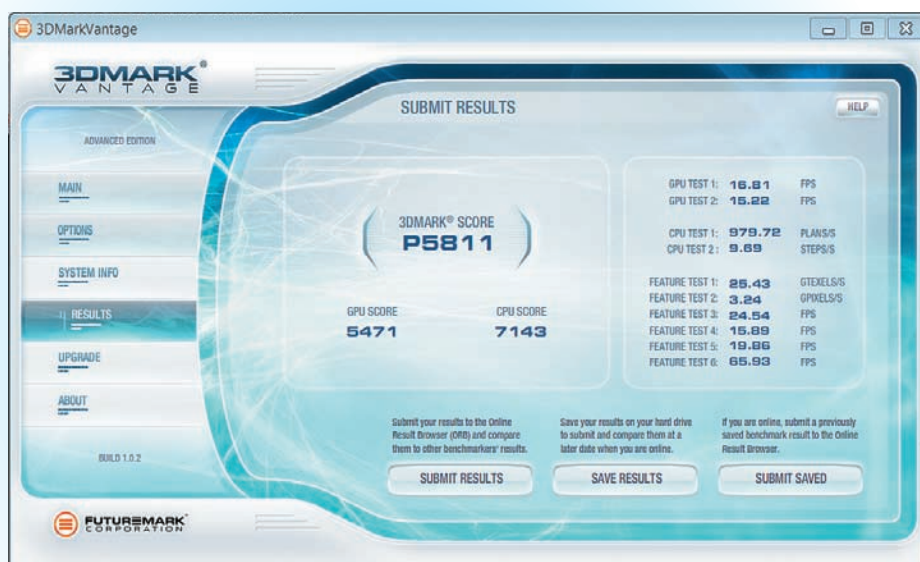 3DMarkVantage
3DMARK®
VANTAGE
SUBMIT RESULTS
HELP
ADVANCED EDITION
MAIN
OPTIONS
SYSTEM INFO
RESULTS
UPGRADE
ABOUT
BUILD 1.0.2
3DMARK® SCORE
P5811
GPU SCORE
5471
CPU SCORE
7143
GPU TEST 1: 16.81 FPS
GPU TEST 2: 15.22 FPS
CPU TEST 1: 979.72 PLANS/S
CPU TEST 2: 9.69 STEPS/S
FEATURE TEST 1: 25.43 GTEXELS/S
FEATURE TEST 2: 3.24 GPIXELS/S
FEATURE TEST 3: 24.54 FPS
FEATURE TEST 4: 15.89 FPS
FEATURE TEST 5: 19.86 FPS
FEATURE TEST 6: 65.93 FPS
Submit your results to the Online
Result Browser (ORB) and compare
them to other benchmarkers' results.
SUBMIT RESULTS
Save your results on your hard drive
to submit and compare them at a
later date when you are online.
SAVE RESULTS
If you are online, submit a previously
saved benchmark result to the Online
Result Browser.
SUBMIT SAVED
FUTUREMARK
CORPORATION